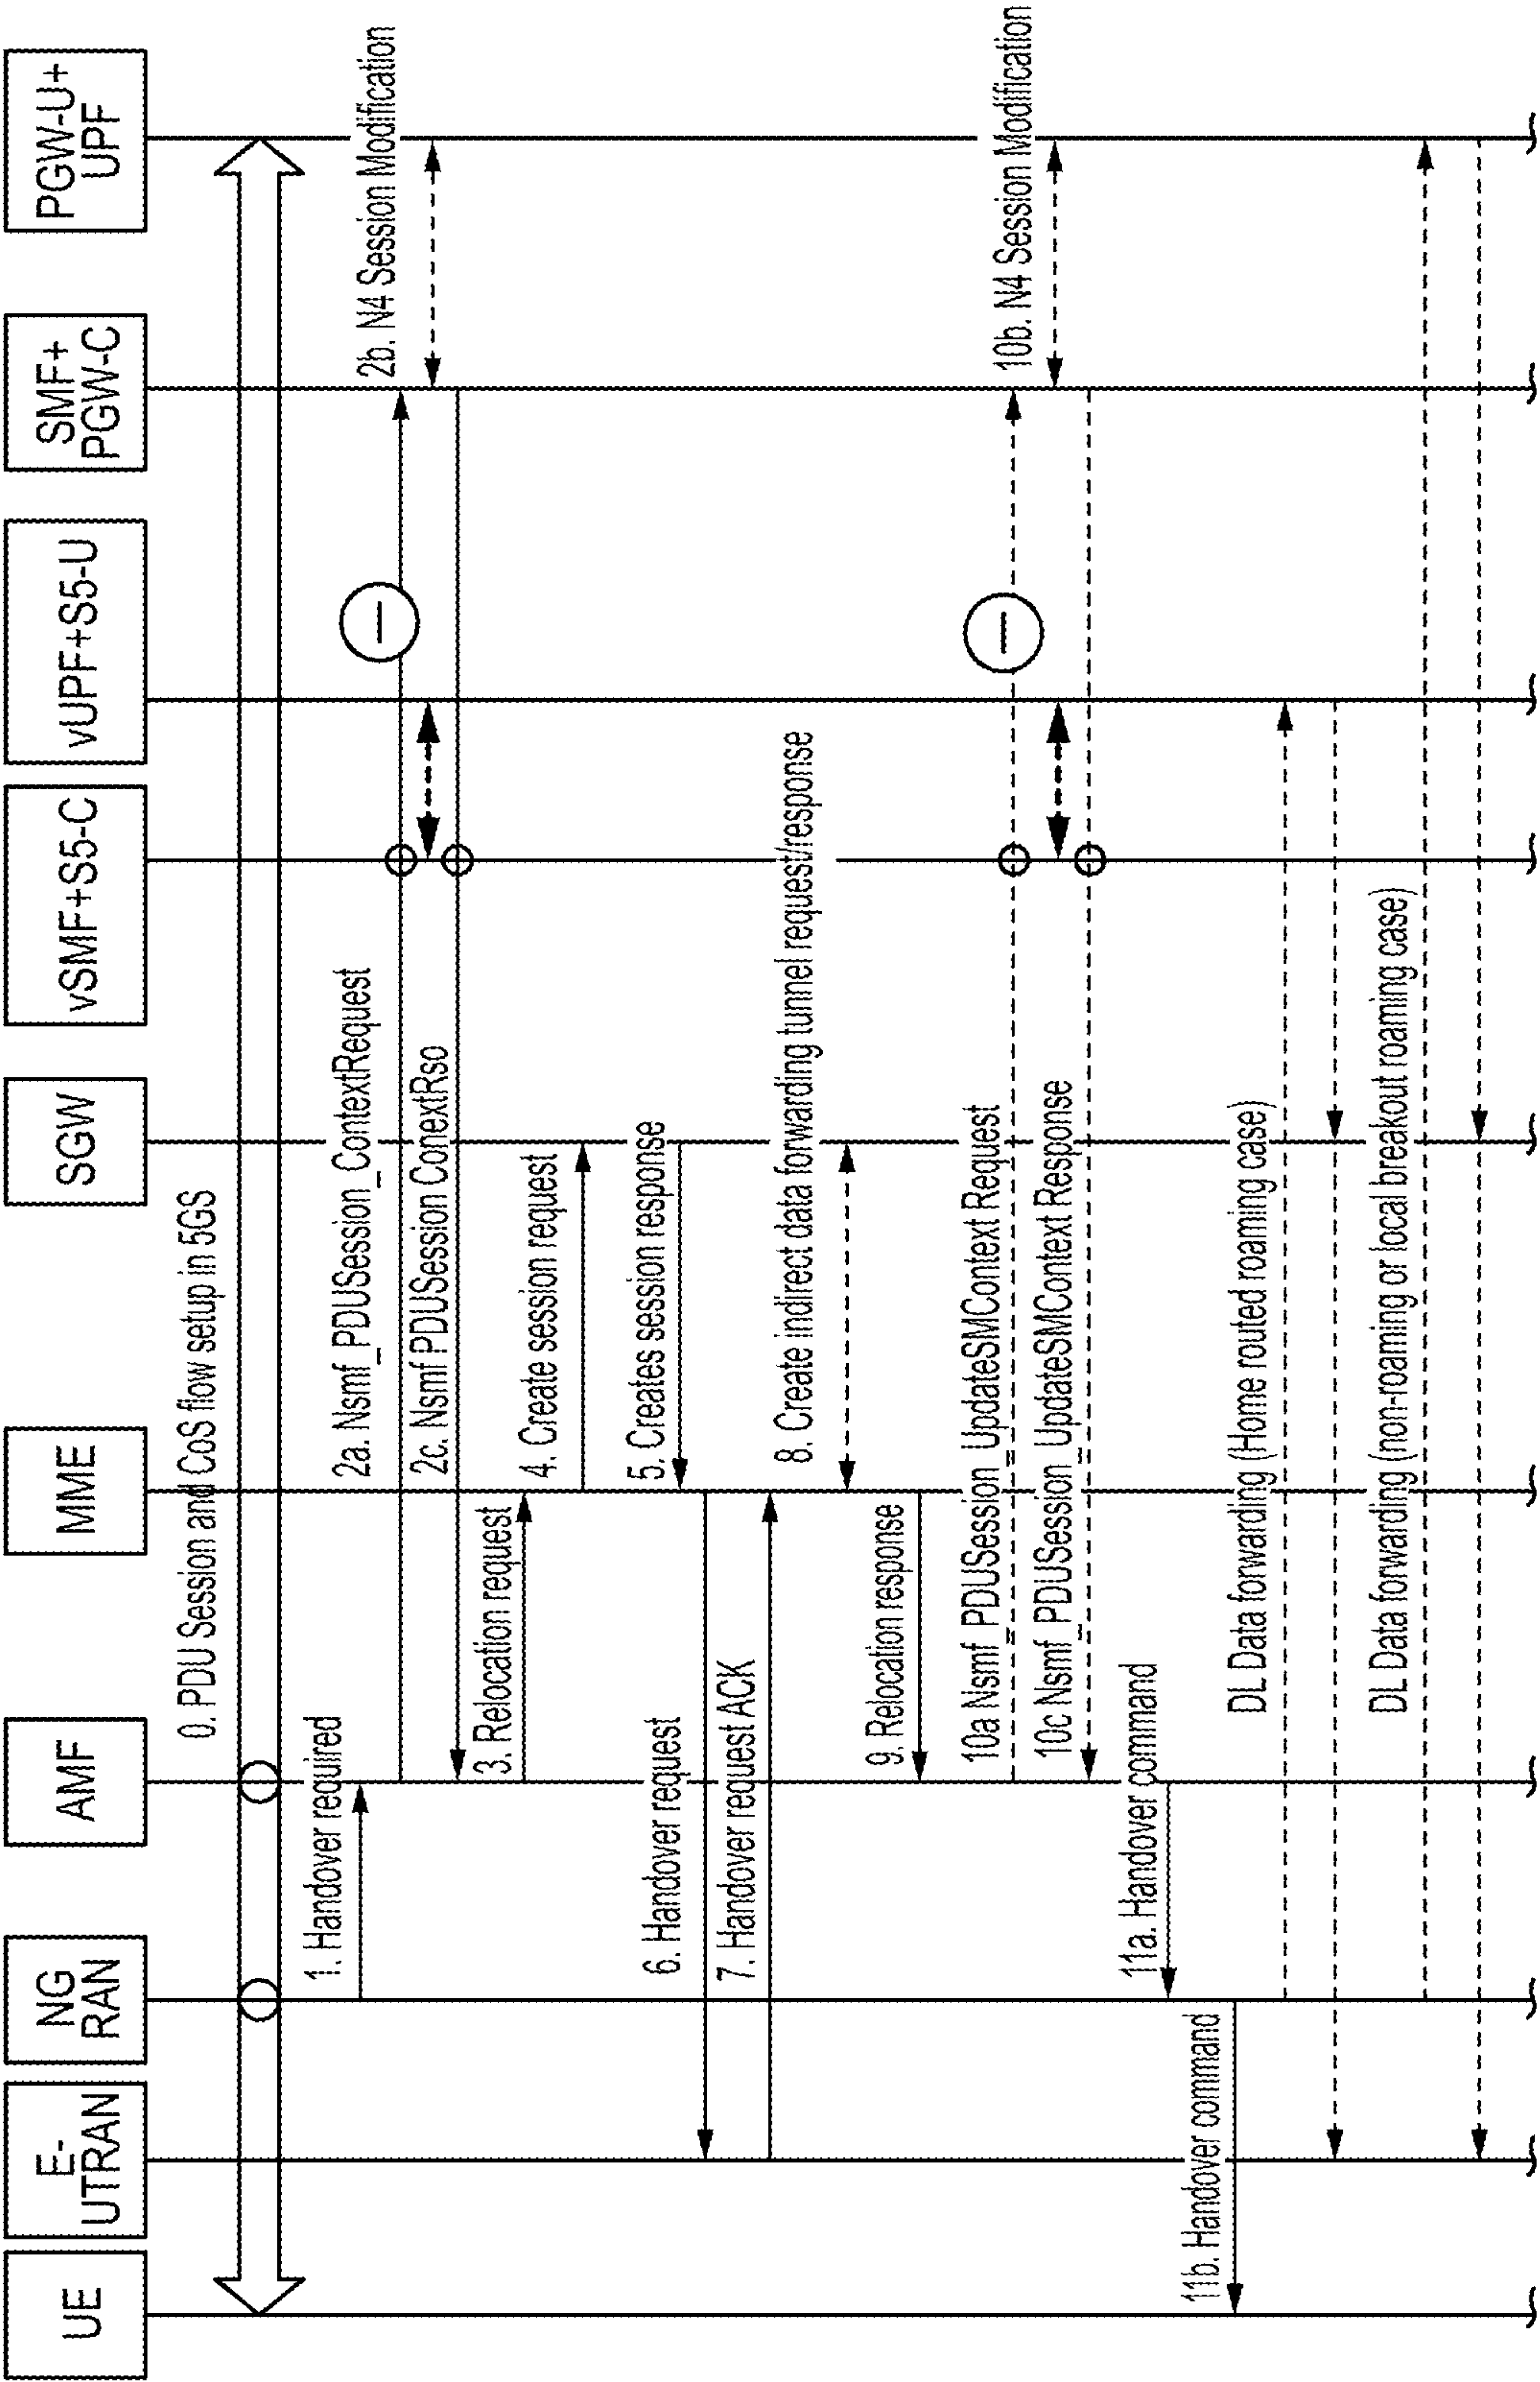 UE
E-
UTRAN
NG
RAN
AMF
MME
SGW
vSMF+S5-C
vUPF+S5-U
SMF+
PGW-C
PGW-U+
UPF
0. PDU Session and CoS flow setup in 5GS
1. Handover required
2a. Nsmf_PDUSession_ContextRequest
2b. N4 Session Modification
2c. Nsmf PDUSession ConextRso
3. Relocation request
4. Create session request
5. Creates session response
6. Handover request
7. Handover request ACK
8. Create indirect data forwarding tunnel request/response
9. Relocation response
10a Nsmf_PDUSession_UpdateSMContext Request
10b. N4 Session Modification
10c Nsmf_PDUSession_UpdateSMContext Response
11a. Handover command
11b. Handover command
DL Data forwarding (Home routed roaming case)
DL Data forwarding (non-roaming or local breakout roaming case)